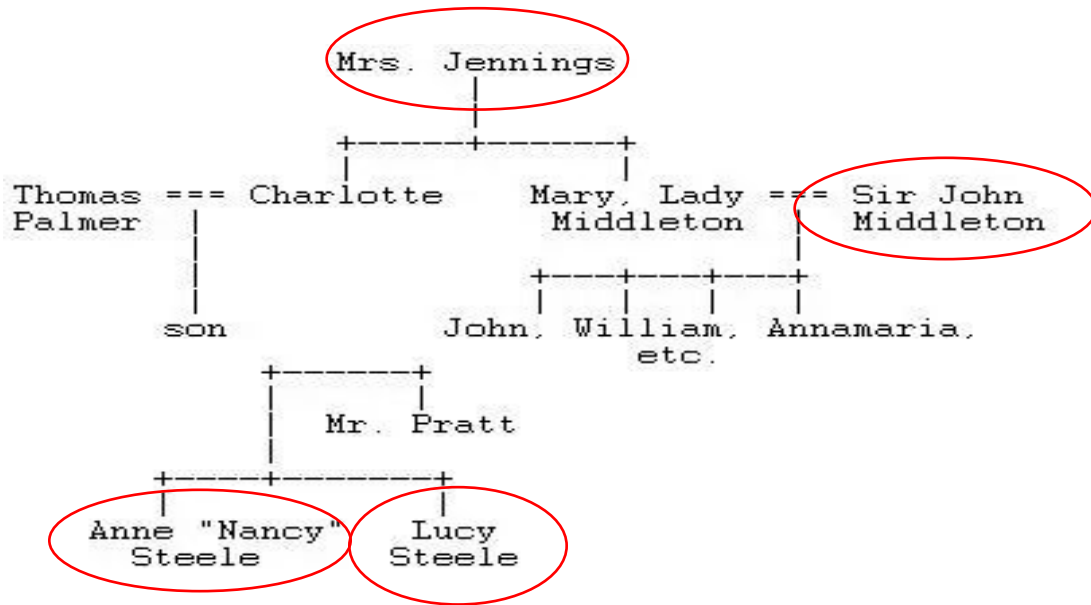 Mrs. Jennings
Thomas === Charlotte Mary, Lady === Sir John
Palmer Middleton Middleton
son John, William, Annamaria,
etc.
Mr. Pratt
Anne "Nancy" Lucy
Steele Steele